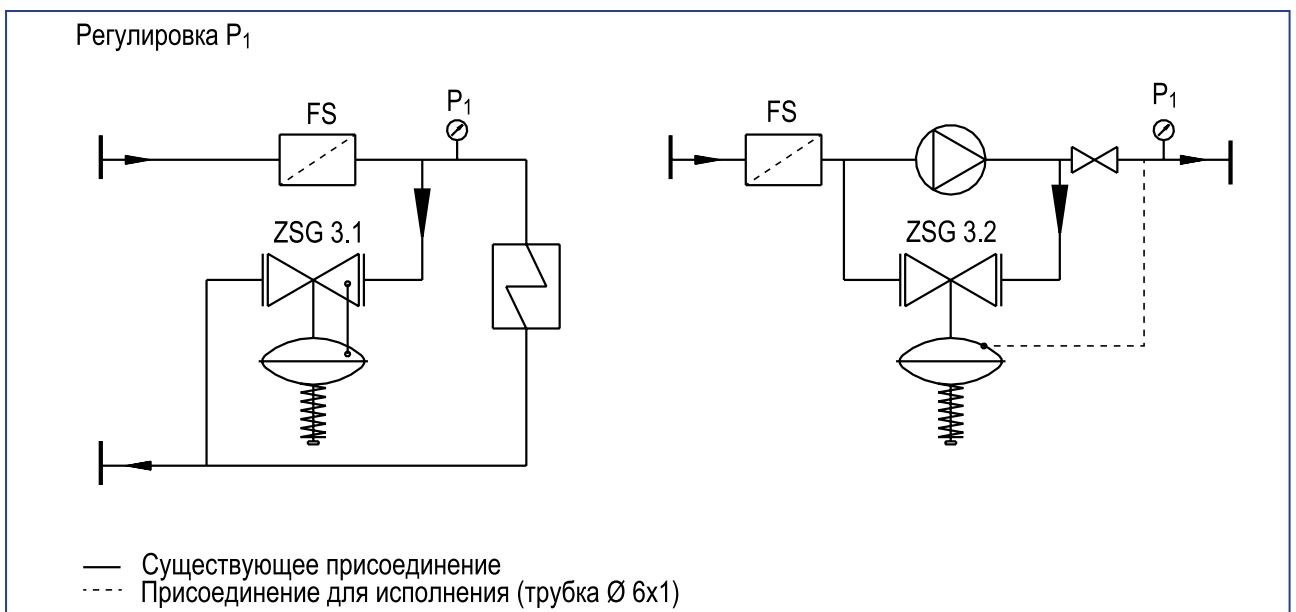 Регулировка P₁
FS
P₁
ZSG 3.1
FS
P₁
ZSG 3.2
Существующее присоединение
Присоединение для исполнения (трубка Ø 6x1)